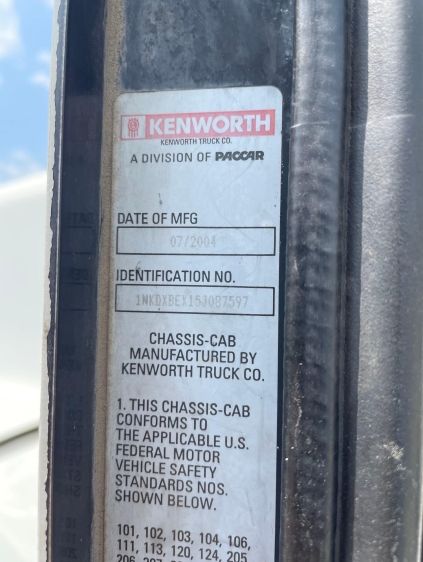 KENWORTH
KENWORTH TRUCK CO.
A DIVISION OF PACCAR
DATE OF MFG
07/2004
IDENTIFICATION NO.
1NKDXBEX15J087597
CHASSIS-CAB
MANUFACTURED BY
KENWORTH TRUCK CO.
1. THIS CHASSIS-CAB
CONFORMS TO
THE APPLICABLE U.S.
FEDERAL MOTOR
VEHICLE SAFETY
STANDARDS NOS.
SHOWN BELOW.
101, 102, 103, 104, 106,
111, 113, 120, 124, 205
206, 207,